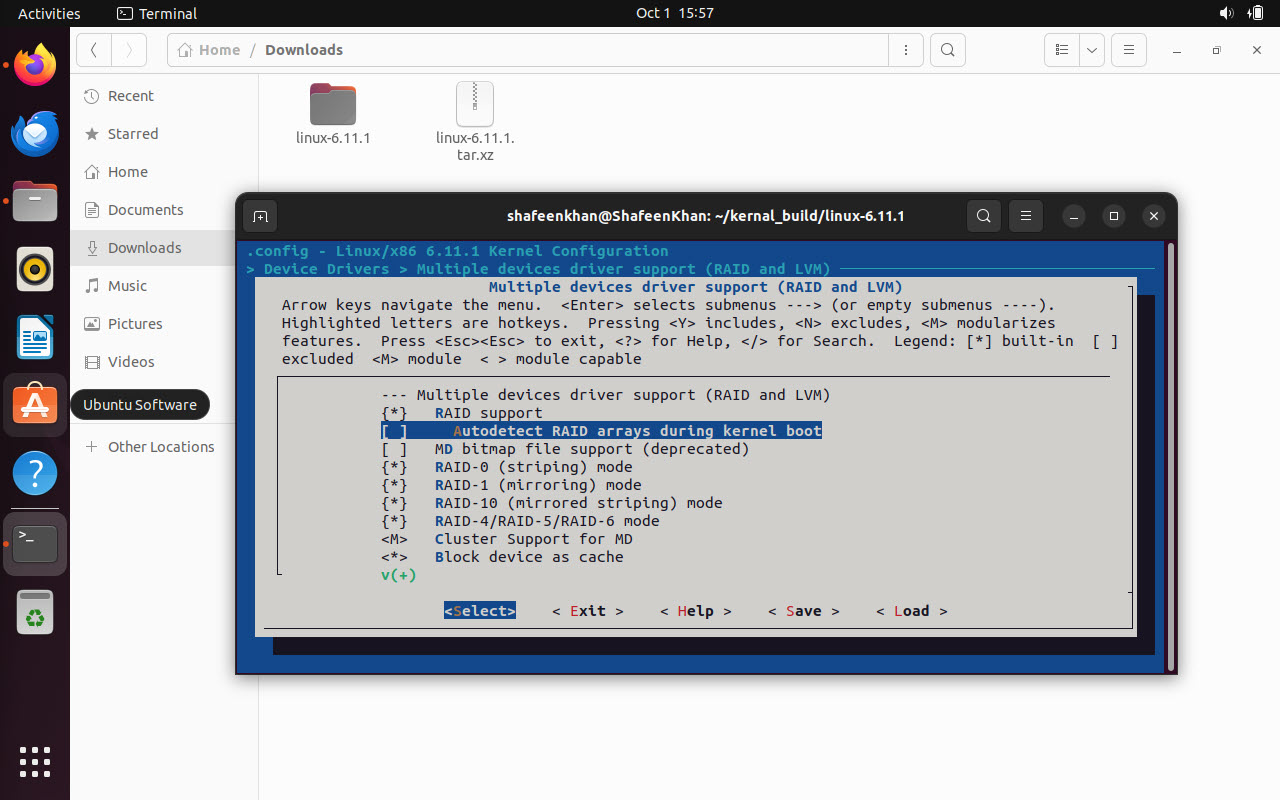 Activities
Terminal
Oct 1 15:57
Home / Downloads
Recent
Starred
Home
Documents
Downloads
Music
Pictures
Videos
Ubuntu Software
+ Other Locations
linux-6.11.1
linux-6.11.1.
tar.xz
shafeenkhan@ShafeenKhan: ~/kernal_build/linux-6.11.1
.config - Linux/x86 6.11.1 Kernel Configuration
> Device Drivers > Multiple devices driver support (RAID and LVM)
Multiple devices driver support (RAID and LVM)
Arrow keys navigate the menu. <Enter> selects submenus ---> (or empty submenus ----).
Highlighted letters are hotkeys. Pressing <Y> includes, <N> excludes, <M> modularizes
features. Press <Esc><Esc> to exit, <?> for Help, </> for Search. Legend: [*] built-in [ ]
excluded <M> module < > module capable
--- Multiple devices driver support (RAID and LVM)
{*} RAID support
[ ] Autodetect RAID arrays during kernel boot
[ ] MD bitmap file support (deprecated)
{*} RAID-0 (striping) mode
{*} RAID-1 (mirroring) mode
{*} RAID-10 (mirrored striping) mode
{*} RAID-4/RAID-5/RAID-6 mode
<M> Cluster Support for MD
<*> Block device as cache
v(+)
<Select> < Exit > < Help > < Save > < Load >